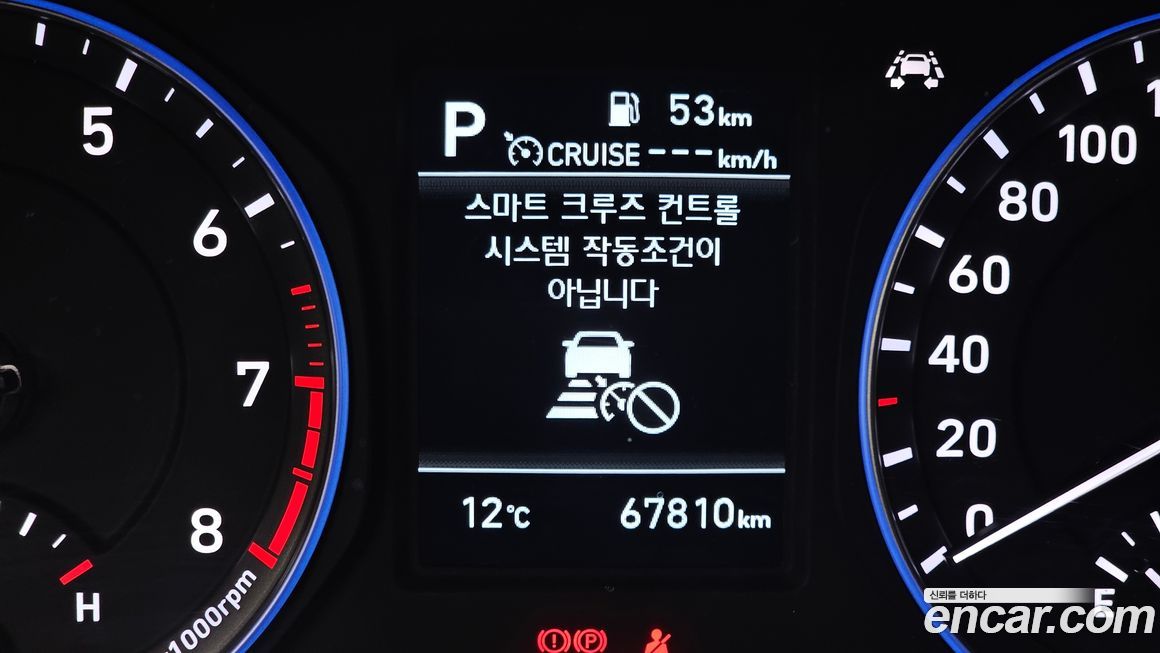 P
53km
CRUISE ---km/h
스마트 크루즈 컨트롤
시스템 작동조건이
아닙니다
12℃
67810km
5
6
7
8
1000rpm
H
100
80
60
40
20
0
E
신뢰를 더하다
encar.com